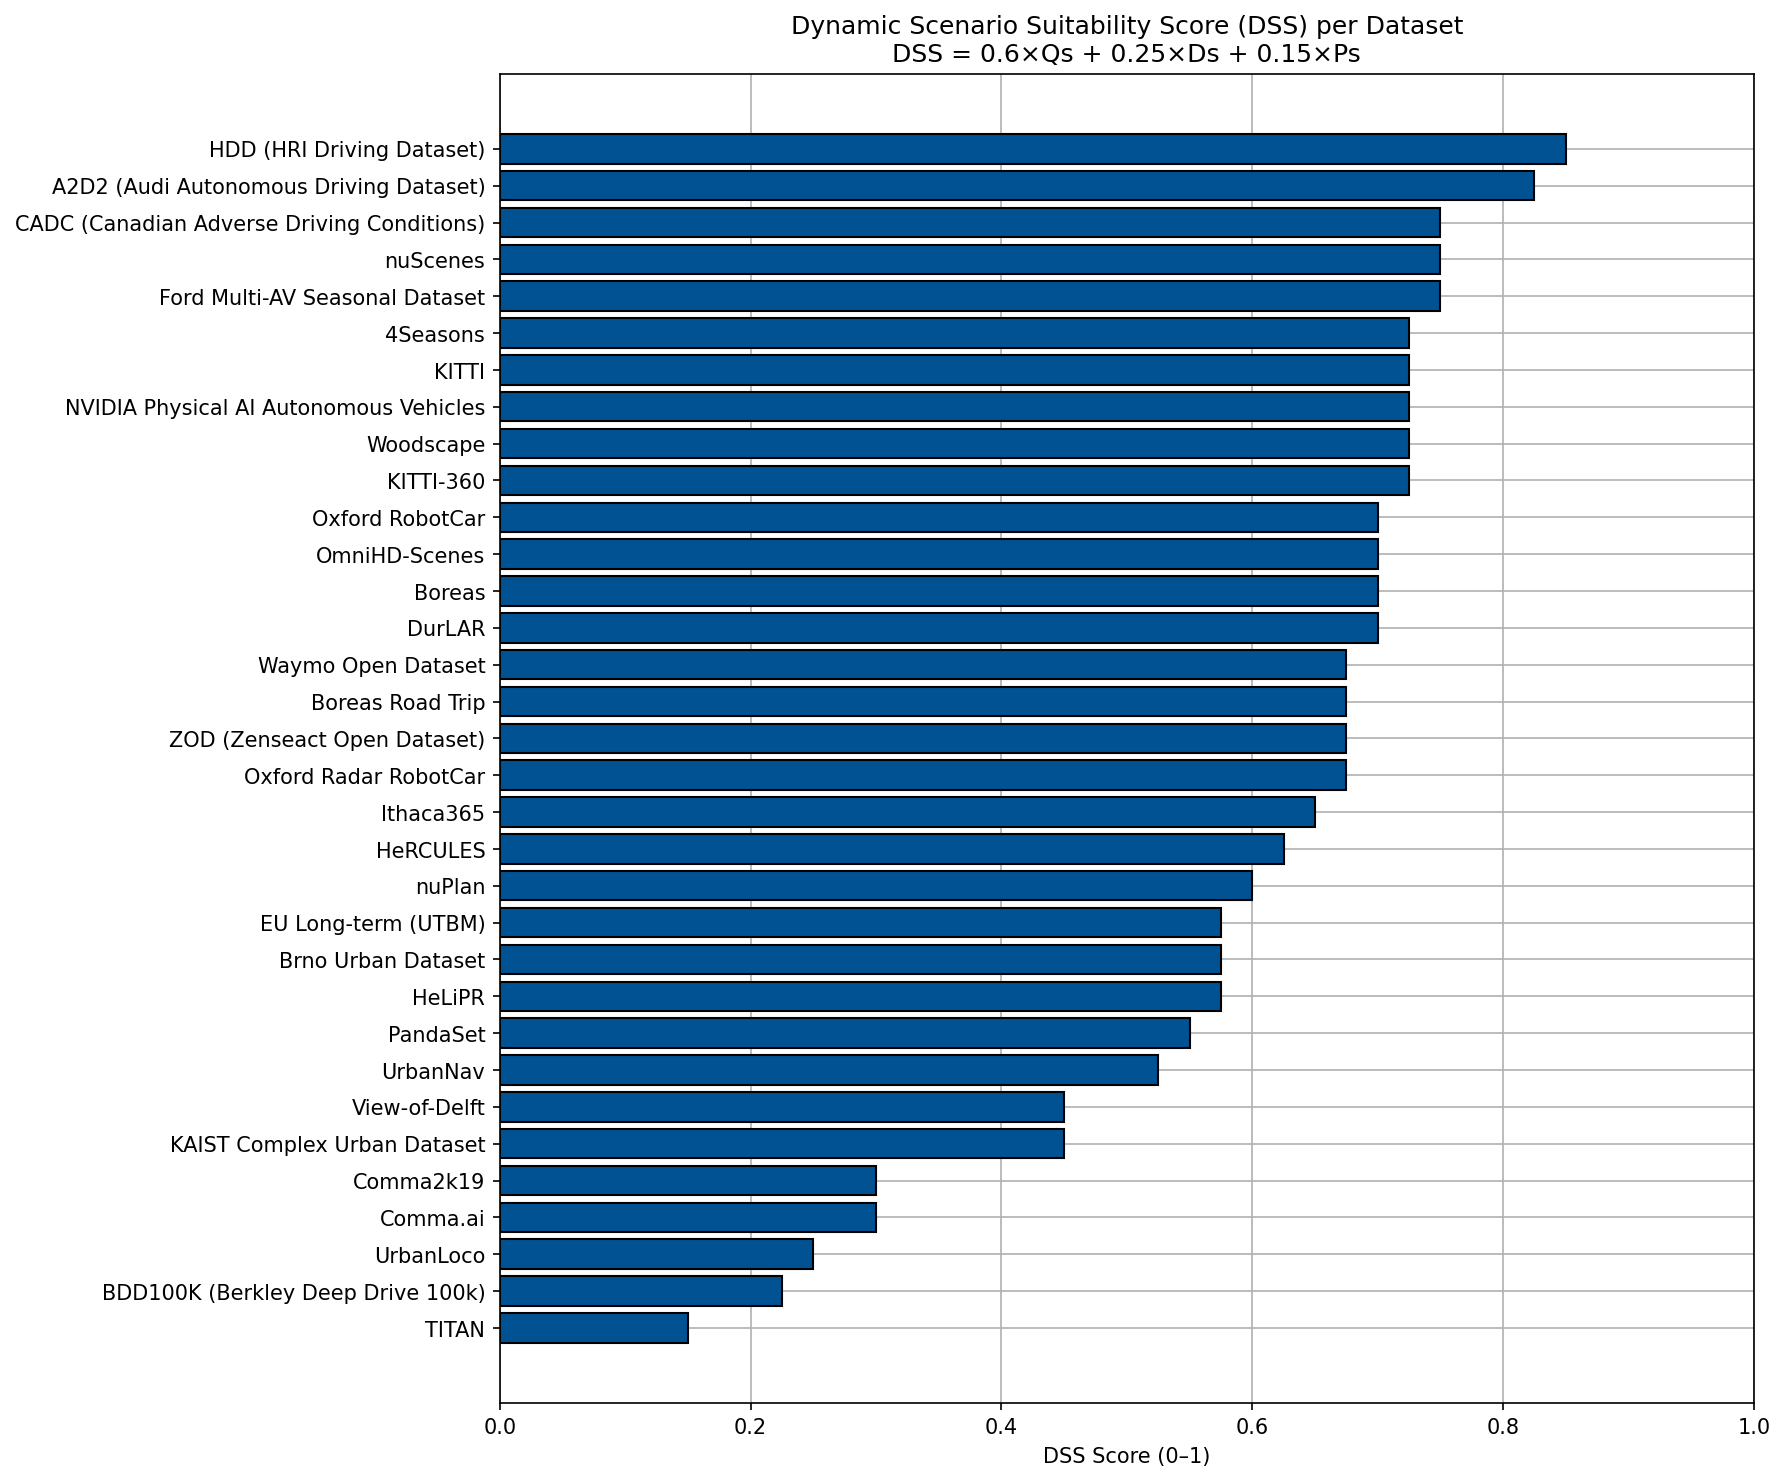 Dynamic Scenario Suitability Score (DSS) per Dataset
DSS = 0.6×Qs + 0.25×Ds + 0.15×Ps
HDD (HRI Driving Dataset)
A2D2 (Audi Autonomous Driving Dataset)
CADC (Canadian Adverse Driving Conditions)
nuScenes
Ford Multi-AV Seasonal Dataset
4Seasons
KITTI
NVIDIA Physical AI Autonomous Vehicles
Woodscape
KITTI-360
Oxford RobotCar
OmniHD-Scenes
Boreas
DurLAR
Waymo Open Dataset
Boreas Road Trip
ZOD (Zenseact Open Dataset)
Oxford Radar RobotCar
Ithaca365
HeRCULES
nuPlan
EU Long-term (UTBM)
Brno Urban Dataset
HeLiPR
PandaSet
UrbanNav
View-of-Delft
KAIST Complex Urban Dataset
Comma2k19
Comma.ai
UrbanLoco
BDD100K (Berkley Deep Drive 100k)
TITAN
0.0 0.2 0.4 0.6 0.8 1.0
DSS Score (0–1)